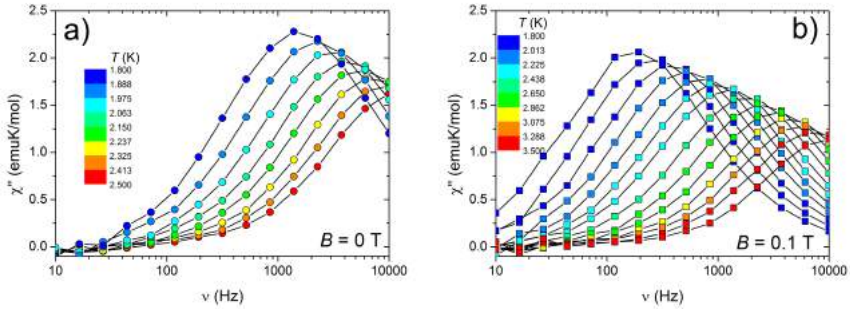 a)
T (K)
1.800
1.888
1.975
2.063
2.150
2.237
2.325
2.413
2.500
χ" (emuK/mol)
2.5
2.0
1.5
1.0
0.5
0.0
B = 0 T
10 100 1000 10000
ν (Hz)
b)
T (K)
1.800
2.013
2.225
2.438
2.650
2.862
3.075
3.288
3.500
χ" (emuK/mol)
2.5
2.0
1.5
1.0
0.5
0.0
B = 0.1 T
10 100 1000 10000
ν (Hz)